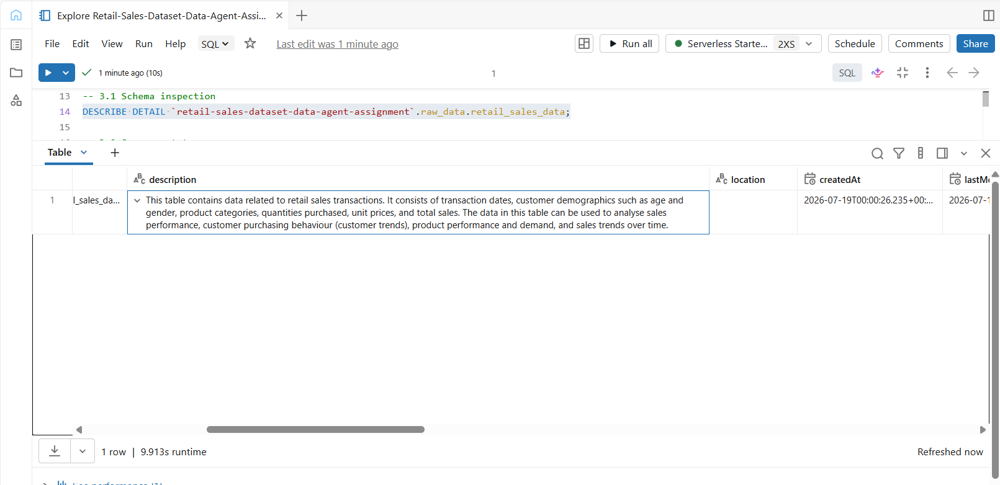 Explore Retail-Sales-Dataset-Data-Agent-Assi...
File Edit View Run Help SQL Last edit was 1 minute ago Run all Serverless Starte... 2XS Schedule Comments Share
1 minute ago (10s) 1 SQL
13 -- 3.1 Schema inspection
14 DESCRIBE DETAIL `retail-sales-dataset-data-agent-assignment`.raw_data.retail_sales_data;
15
Table
description location createdAt lastMo
1 l_sales_da... This table contains data related to retail sales transactions. It consists of transaction dates, customer demographics such as age and 2026-07-19T00:00:26.235+00:... 2026-07-1
gender, product categories, quantities purchased, unit prices, and total sales. The data in this table can be used to analyse sales
performance, customer purchasing behaviour (customer trends), product performance and demand, and sales trends over time.
1 row | 9.913s runtime Refreshed now